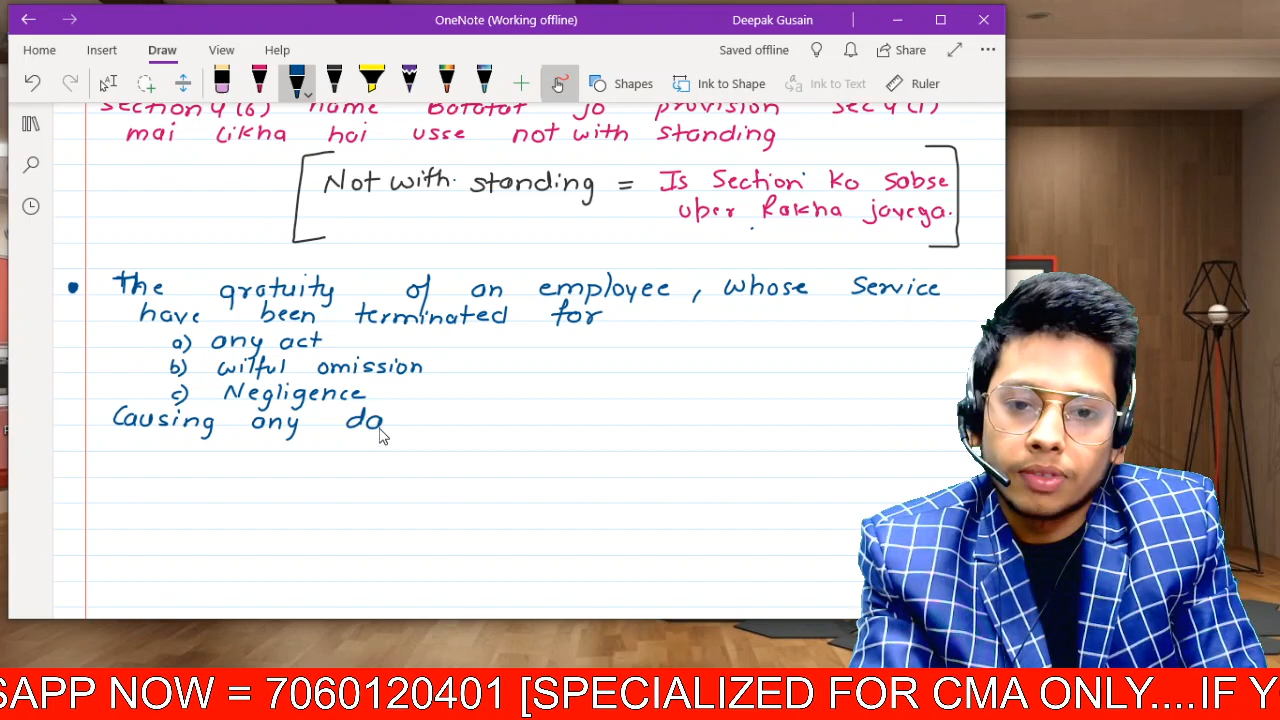 OneNote (Working offline)
Deepak Gusain
Home Insert Draw View Help
Saved offline
Share
Shapes
Ink to Shape
Ink to Text
Ruler
section 4(6) hame Batata jo provision sec 4(1)
mai likha hai usse not with standing
Not with standing = Is Section ko sabse
uper Rakha jayega.
• The gratuity of an employee, whose service
have been terminated for
a) any act
b) wilful omission
c) Negligence
Causing any da
SAPP NOW = 7060120401 [SPECIALIZED FOR CMA ONLY....IF Y